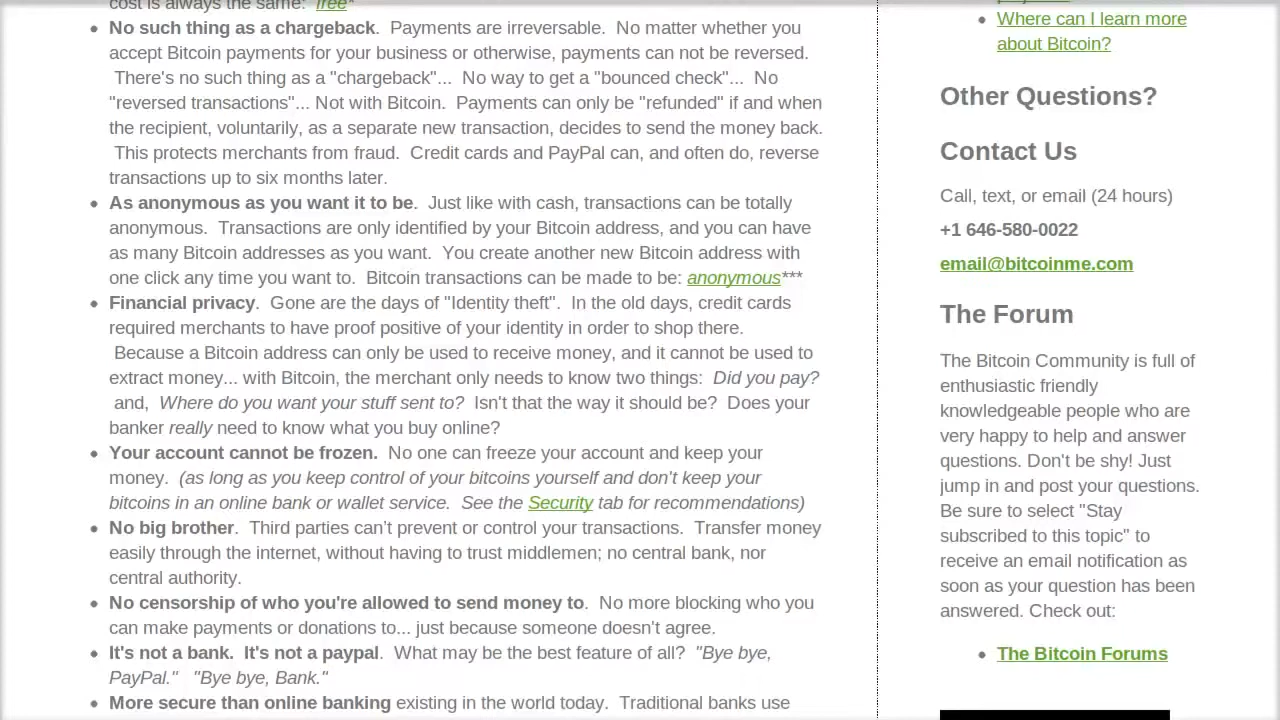 cost is always the same: free*
No such thing as a chargeback. Payments are irreversable. No matter whether you
accept Bitcoin payments for your business or otherwise, payments can not be reversed.
There's no such thing as a "chargeback"... No way to get a "bounced check"... No
"reversed transactions"... Not with Bitcoin. Payments can only be "refunded" if and when
the recipient, voluntarily, as a separate new transaction, decides to send the money back.
This protects merchants from fraud. Credit cards and PayPal can, and often do, reverse
transactions up to six months later.
As anonymous as you want it to be. Just like with cash, transactions can be totally
anonymous. Transactions are only identified by your Bitcoin address, and you can have
as many Bitcoin addresses as you want. You create another new Bitcoin address with
one click any time you want to. Bitcoin transactions can be made to be: anonymous***
Financial privacy. Gone are the days of "Identity theft". In the old days, credit cards
required merchants to have proof positive of your identity in order to shop there.
Because a Bitcoin address can only be used to receive money, and it cannot be used to
extract money... with Bitcoin, the merchant only needs to know two things: Did you pay?
and, Where do you want your stuff sent to? Isn't that the way it should be? Does your
banker really need to know what you buy online?
Your account cannot be frozen. No one can freeze your account and keep your
money. (as long as you keep control of your bitcoins yourself and don't keep your
bitcoins in an online bank or wallet service. See the Security tab for recommendations)
No big brother. Third parties can’t prevent or control your transactions. Transfer money
easily through the internet, without having to trust middlemen; no central bank, nor
central authority.
No censorship of who you're allowed to send money to. No more blocking who you
can make payments or donations to... just because someone doesn't agree.
It's not a bank. It's not a paypal. What may be the best feature of all? "Bye bye,
PayPal." "Bye bye, Bank."
More secure than online banking existing in the world today. Traditional banks use
Where can I learn more
about Bitcoin?
Other Questions?
Contact Us
Call, text, or email (24 hours)
+1 646-580-0022
email@bitcoinme.com
The Forum
The Bitcoin Community is full of
enthusiastic friendly
knowledgeable people who are
very happy to help and answer
questions. Don't be shy! Just
jump in and post your questions.
Be sure to select "Stay
subscribed to this topic" to
receive an email notification as
soon as your question has been
answered. Check out:
The Bitcoin Forums